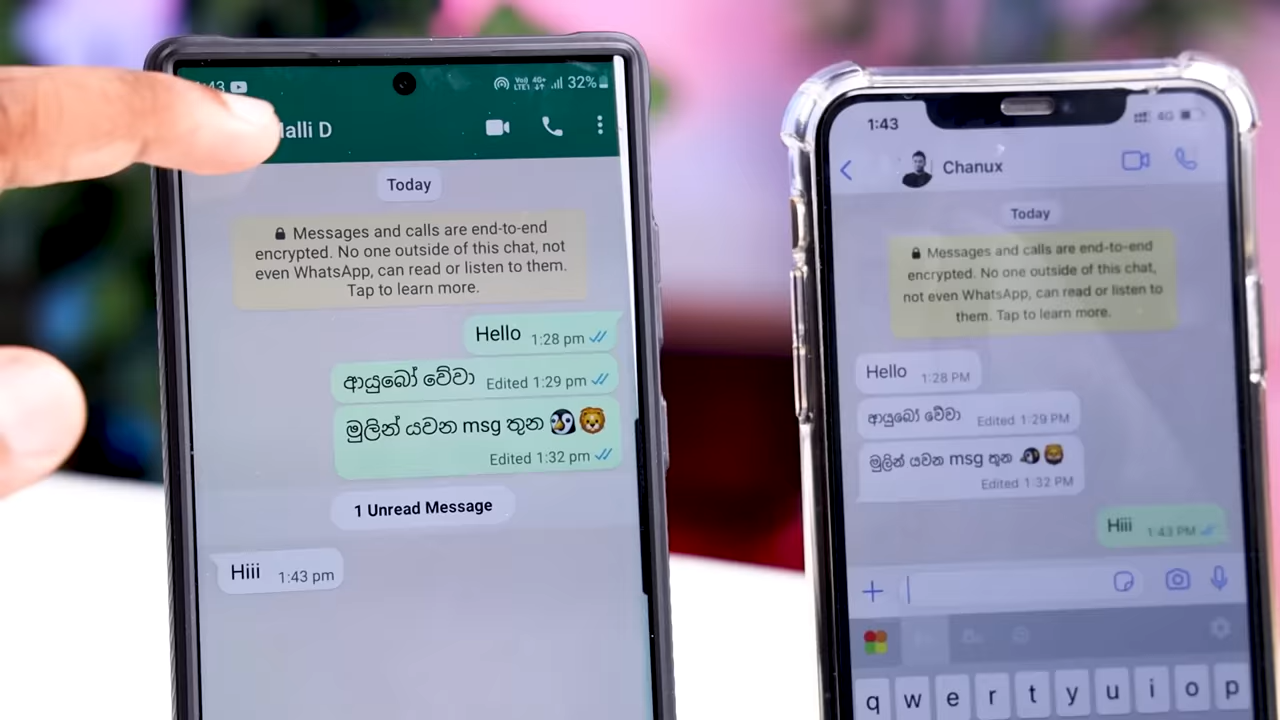 1:43
32%
alli D
Today
Messages and calls are end-to-end
encrypted. No one outside of this chat, not
even WhatsApp, can read or listen to them.
Tap to learn more.
Hello 1:28 pm
ආයුබෝ වේවා Edited 1:29 pm
මුලින් යවන msg තුන 🐧🦁
Edited 1:32 pm
1 Unread Message
Hiii 1:43 pm
1:43 4G
Chanux
Today
Messages and calls are end-to-end
encrypted. No one outside of this chat,
not even WhatsApp, can read or listen to
them. Tap to learn more.
Hello 1:28 PM
ආයුබෝ වේවා Edited 1:29 PM
මුලින් යවන msg තුන 🐧🦁
Edited 1:32 PM
Hiii 1:43 PM
q w e r t y u i o p